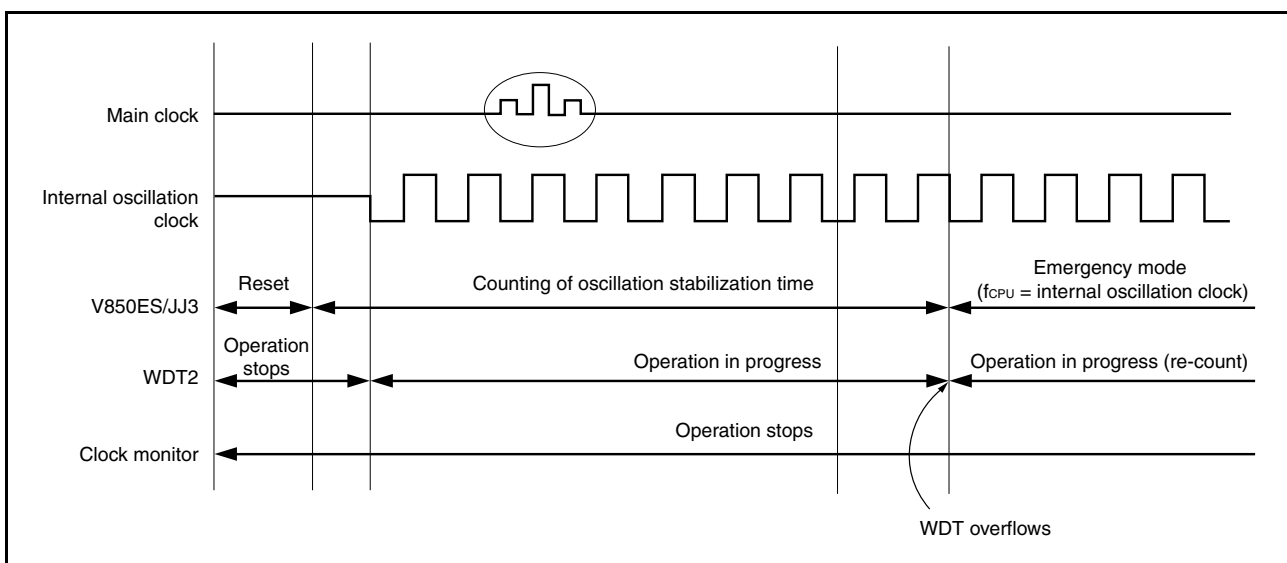 Main clock
Internal oscillation
clock
Reset
Counting of oscillation stabilization time
Emergency mode
(fCPU = internal oscillation clock)
V850ES/JJ3
Operation
stops
Operation in progress
Operation in progress (re-count)
WDT2
Operation stops
Clock monitor
WDT overflows